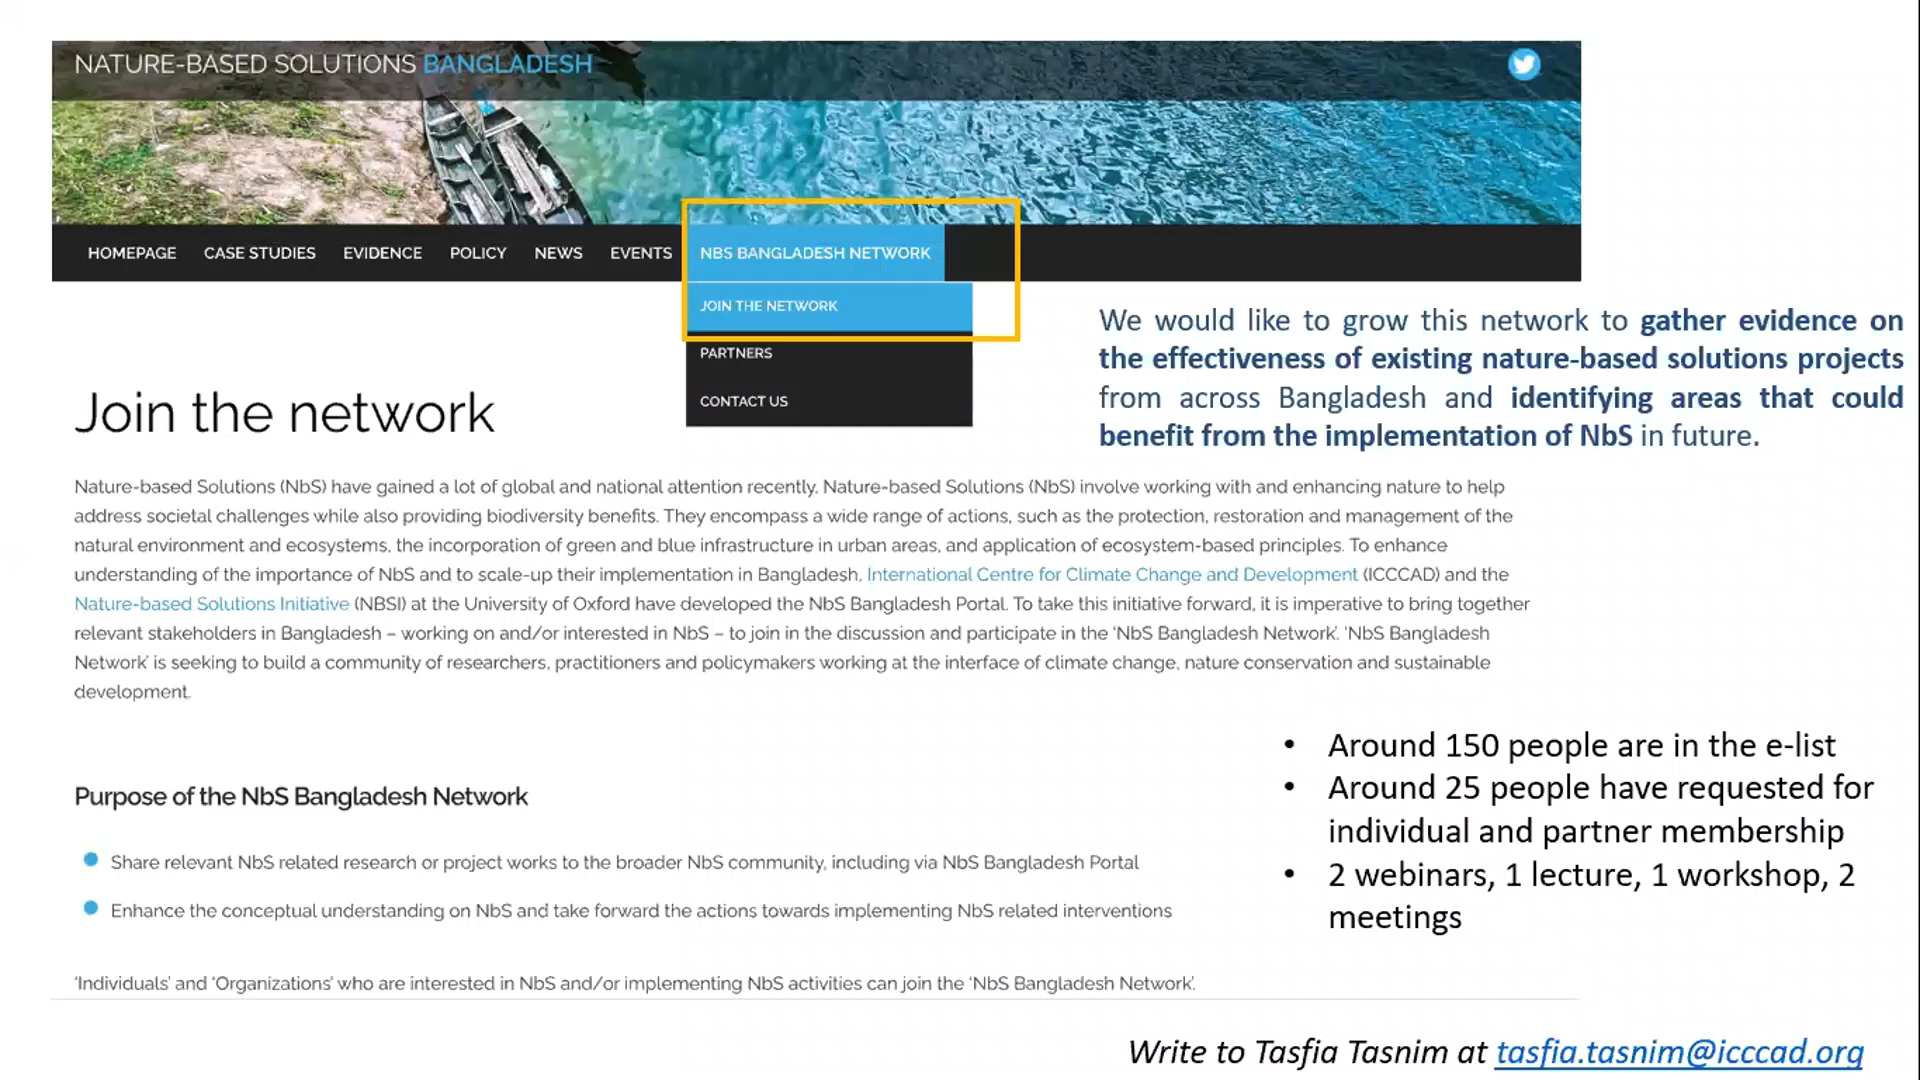 NATURE-BASED SOLUTIONS BANGLADESH
HOMEPAGE CASE STUDIES EVIDENCE POLICY NEWS EVENTS NBS BANGLADESH NETWORK
JOIN THE NETWORK
PARTNERS
CONTACT US
We would like to grow this network to gather evidence on
the effectiveness of existing nature-based solutions projects
from across Bangladesh and identifying areas that could
benefit from the implementation of NbS in future.
Join the network
Nature-based Solutions (NbS) have gained a lot of global and national attention recently. Nature-based Solutions (NbS) involve working with and enhancing nature to help
address societal challenges while also providing biodiversity benefits. They encompass a wide range of actions, such as the protection, restoration and management of the
natural environment and ecosystems, the incorporation of green and blue infrastructure in urban areas, and application of ecosystem-based principles. To enhance
understanding of the importance of NbS and to scale-up their implementation in Bangladesh, International Centre for Climate Change and Development (ICCCAD) and the
Nature-based Solutions Initiative (NBSI) at the University of Oxford have developed the NbS Bangladesh Portal. To take this initiative forward, it is imperative to bring together
relevant stakeholders in Bangladesh – working on and/or interested in NbS – to join in the discussion and participate in the ‘NbS Bangladesh Network’. ‘NbS Bangladesh
Network’ is seeking to build a community of researchers, practitioners and policymakers working at the interface of climate change, nature conservation and sustainable
development.
Purpose of the NbS Bangladesh Network
Share relevant NbS related research or project works to the broader NbS community, including via NbS Bangladesh Portal
Enhance the conceptual understanding on NbS and take forward the actions towards implementing NbS related interventions
‘Individuals’ and ‘Organizations’ who are interested in NbS and/or implementing NbS activities can join the ‘NbS Bangladesh Network’.
• Around 150 people are in the e-list
• Around 25 people have requested for
individual and partner membership
• 2 webinars, 1 lecture, 1 workshop, 2
meetings
Write to Tasfia Tasnim at tasfia.tasnim@icccad.org